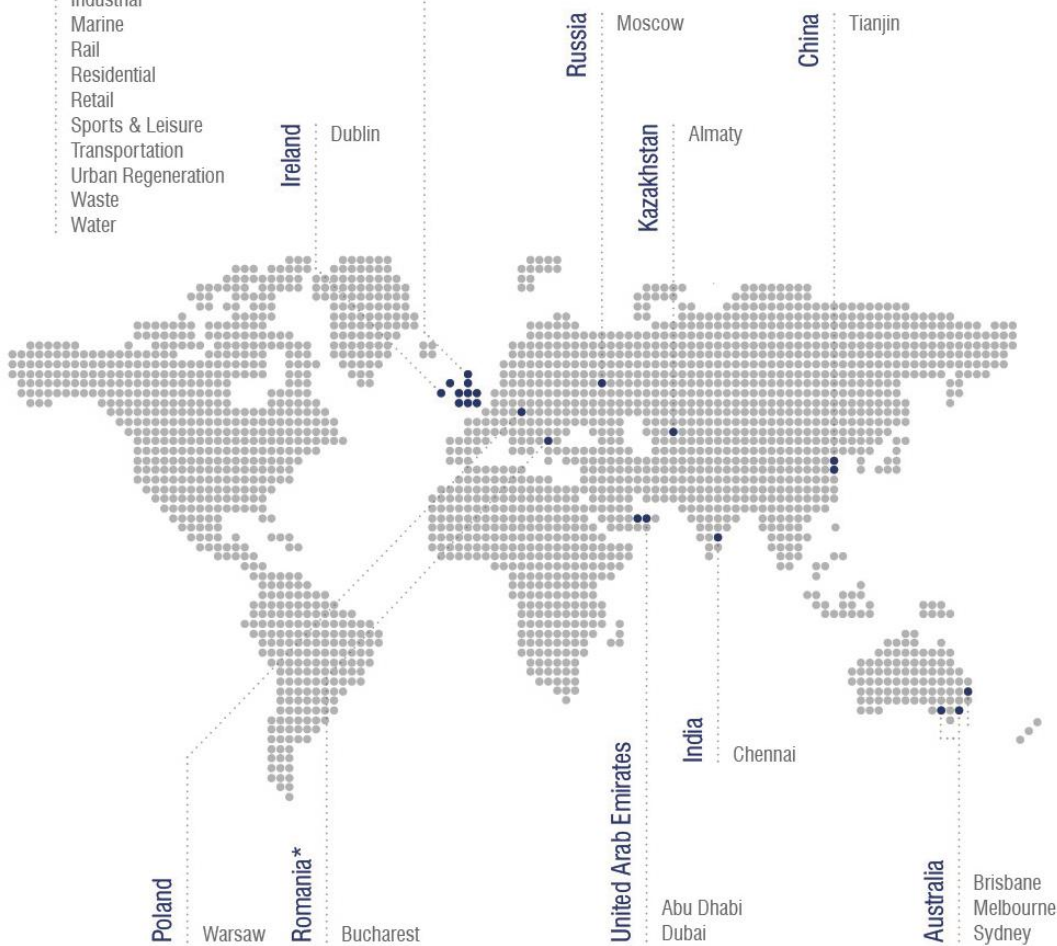 Industrial
Marine
Rail
Residential
Retail
Sports & Leisure
Transportation
Urban Regeneration
Waste
Water
Ireland
Dublin
Russia
Moscow
Kazakhstan
Almaty
China
Tianjin
Poland
Warsaw
Romania*
Bucharest
United Arab Emirates
Abu Dhabi
Dubai
India
Chennai
Australia
Brisbane
Melbourne
Sydney